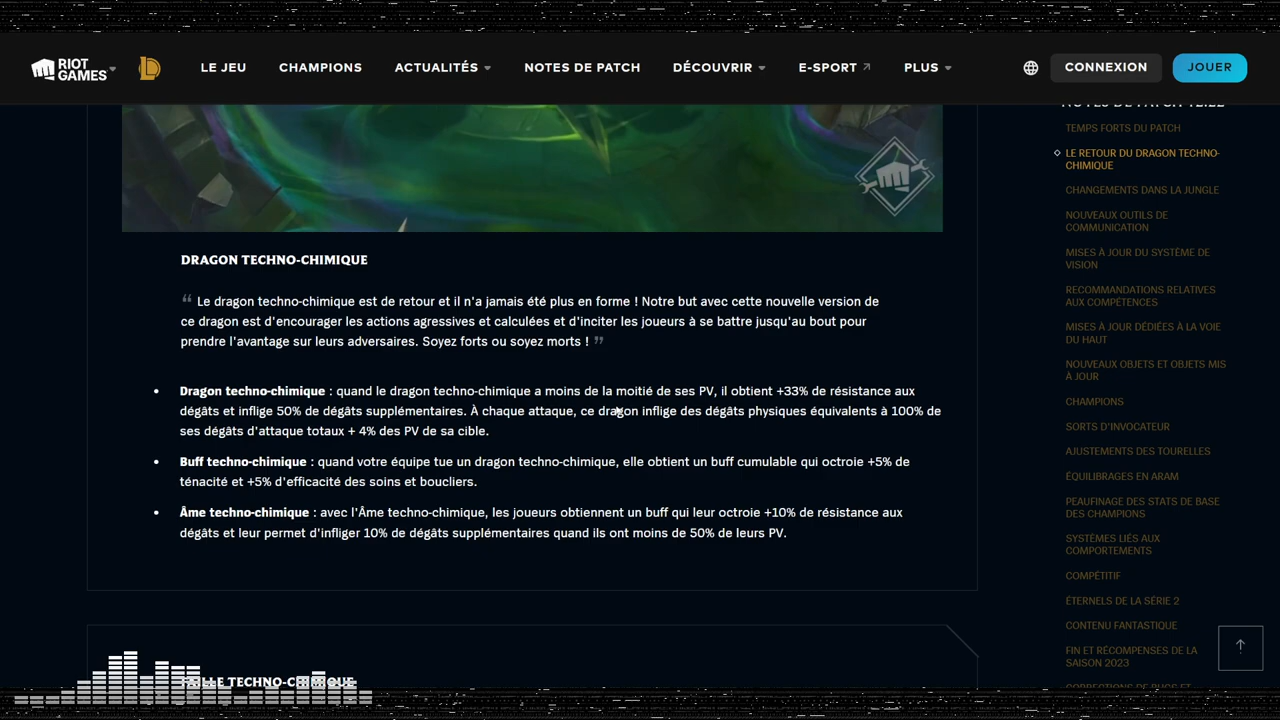 RIOT GAMES
LE JEU
CHAMPIONS
ACTUALITÉS
NOTES DE PATCH
DÉCOUVRIR
E-SPORT
PLUS
CONNEXION
JOUER
DRAGON TECHNO-CHIMIQUE
“ Le dragon techno-chimique est de retour et il n'a jamais été plus en forme ! Notre but avec cette nouvelle version de
ce dragon est d'encourager les actions agressives et calculées et d'inciter les joueurs à se battre jusqu'au bout pour
prendre l'avantage sur leurs adversaires. Soyez forts ou soyez morts ! ”
• Dragon techno-chimique : quand le dragon techno-chimique a moins de la moitié de ses PV, il obtient +33% de résistance aux
dégâts et inflige 50% de dégâts supplémentaires. À chaque attaque, ce dragon inflige des dégâts physiques équivalents à 100% de
ses dégâts d'attaque totaux + 4% des PV de sa cible.
• Buff techno-chimique : quand votre équipe tue un dragon techno-chimique, elle obtient un buff cumulable qui octroie +5% de
ténacité et +5% d'efficacité des soins et boucliers.
• Âme techno-chimique : avec l'Âme techno-chimique, les joueurs obtiennent un buff qui leur octroie +10% de résistance aux
dégâts et leur permet d'infliger 10% de dégâts supplémentaires quand ils ont moins de 50% de leurs PV.
TECHNO-CHIMIQUE
NOTES DE PATCH 12.22
TEMPS FORTS DU PATCH
LE RETOUR DU DRAGON TECHNO-
CHIMIQUE
CHANGEMENTS DANS LA JUNGLE
NOUVEAUX OUTILS DE
COMMUNICATION
MISES À JOUR DU SYSTÈME DE
VISION
RECOMMANDATIONS RELATIVES
AUX COMPÉTENCES
MISES À JOUR DÉDIÉES À LA VOIE
DU HAUT
NOUVEAUX OBJETS ET OBJETS MIS
À JOUR
CHAMPIONS
SORTS D'INVOCATEUR
AJUSTEMENTS DES TOURELLES
ÉQUILIBRAGES EN ARAM
PEAUFINAGE DES STATS DE BASE
DES CHAMPIONS
SYSTÈMES LIÉS AUX
COMPORTEMENTS
COMPÉTITIF
ÉTERNELS DE LA SÉRIE 2
CONTENU FANTASTIQUE
FIN ET RÉCOMPENSES DE LA
SAISON 2023
CORRECTIONS DE BUGS ET